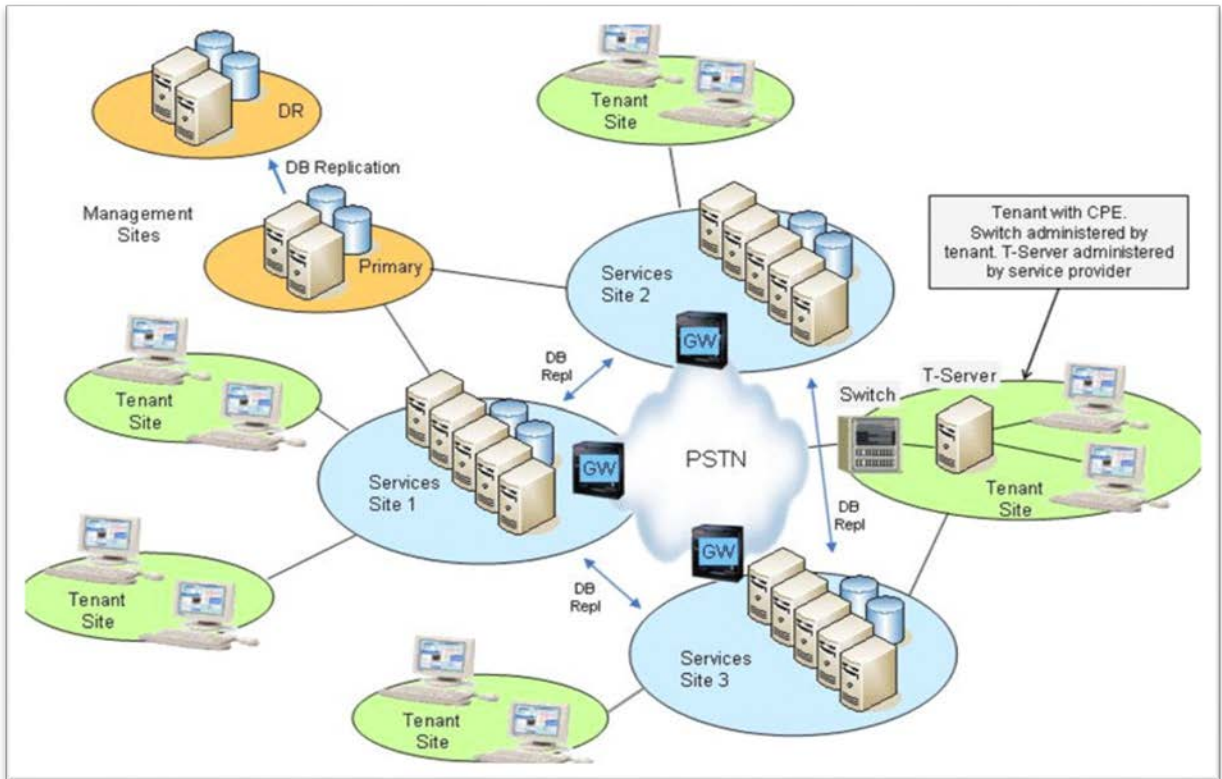 DR
DB Replication
Management
Sites
Primary
Tenant
Site
Services
Site 2
GW
Tenant with CPE.
Switch administered by
tenant. T-Server administered
by service provider
DB
Repl
T-Server
Switch
Tenant
Site
Tenant
Site
Services
Site 1
GW
PSTN
DB
Repl
GW
Tenant
Site
DB
Repl
Services
Site 3
Tenant
Site